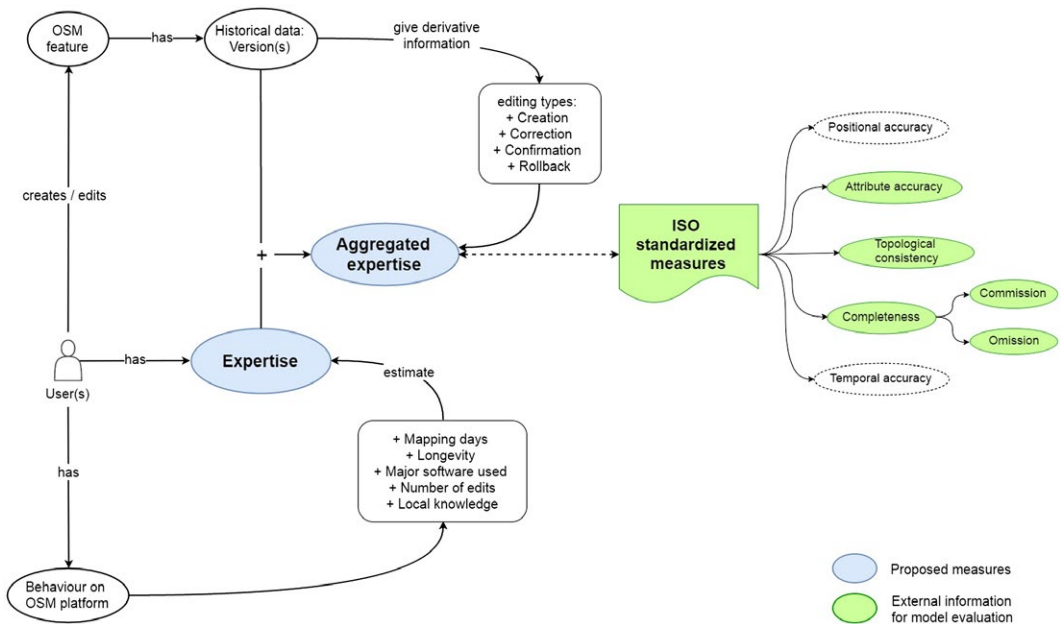 OSM
feature
has
Historical data:
Version(s)
give derivative
information
editing types:
+ Creation
+ Correction
+ Confirmation
+ Rollback
creates / edits
+
Aggregated
expertise
ISO
standardized
measures
Positional accuracy
Attribute accuracy
Topological
consistency
Completeness
Commission
Omission
Temporal accuracy
User(s)
has
Expertise
estimate
+ Mapping days
+ Longevity
+ Major software used
+ Number of edits
+ Local knowledge
has
Behaviour on
OSM platform
Proposed measures
External information
for model evaluation